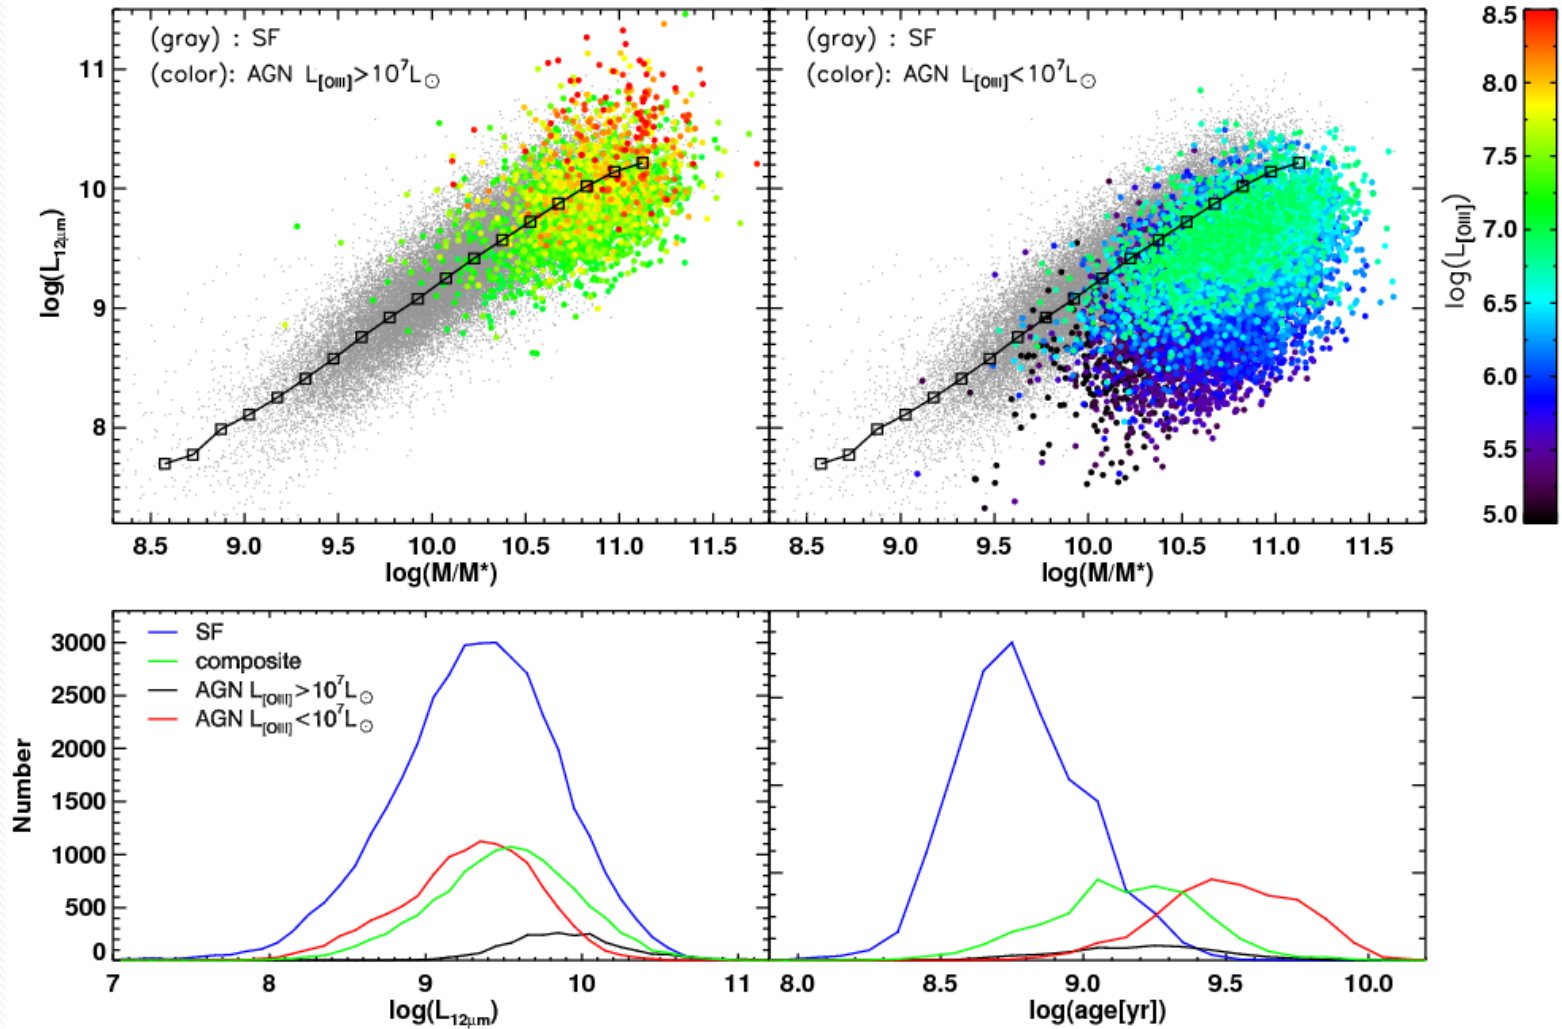 (gray) : SF
(color): AGN L[OIII]>10^7L⊙
(gray) : SF
(color): AGN L[OIII]<10^7L⊙
11
10
9
8
log(L12μm)
8.5 9.0 9.5 10.0 10.5 11.0 11.5
log(M/M*)
8.5 9.0 9.5 10.0 10.5 11.0 11.5
log(M/M*)
8.5
8.0
7.5
7.0
6.5
6.0
5.5
5.0
log(L[OIII])
SF
composite
AGN L[OIII]>10^7L⊙
AGN L[OIII]<10^7L⊙
3000
2500
2000
1500
1000
500
0
Number
7 8 9 10 11
log(L12μm)
8.0 8.5 9.0 9.5 10.0
log(age[yr])